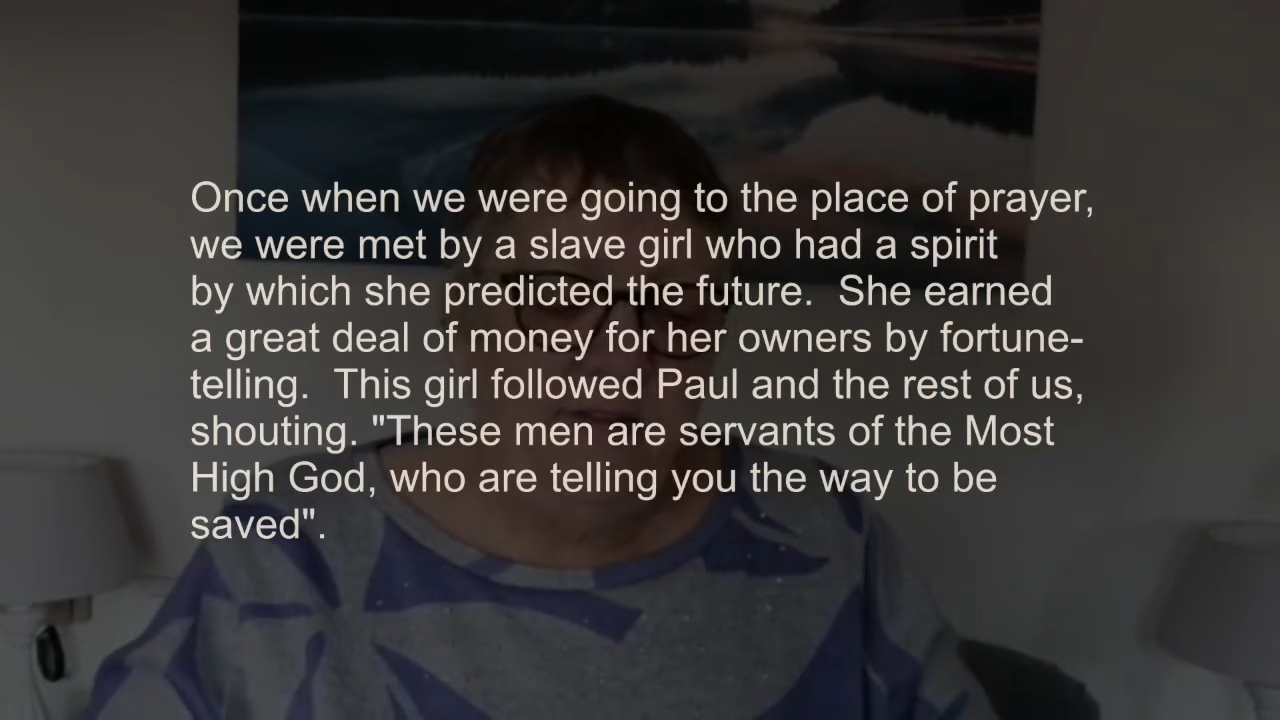 Once when we were going to the place of prayer,
we were met by a slave girl who had a spirit
by which she predicted the future.  She earned
a great deal of money for her owners by fortune-
telling.  This girl followed Paul and the rest of us,
shouting. "These men are servants of the Most
High God, who are telling you the way to be
saved".